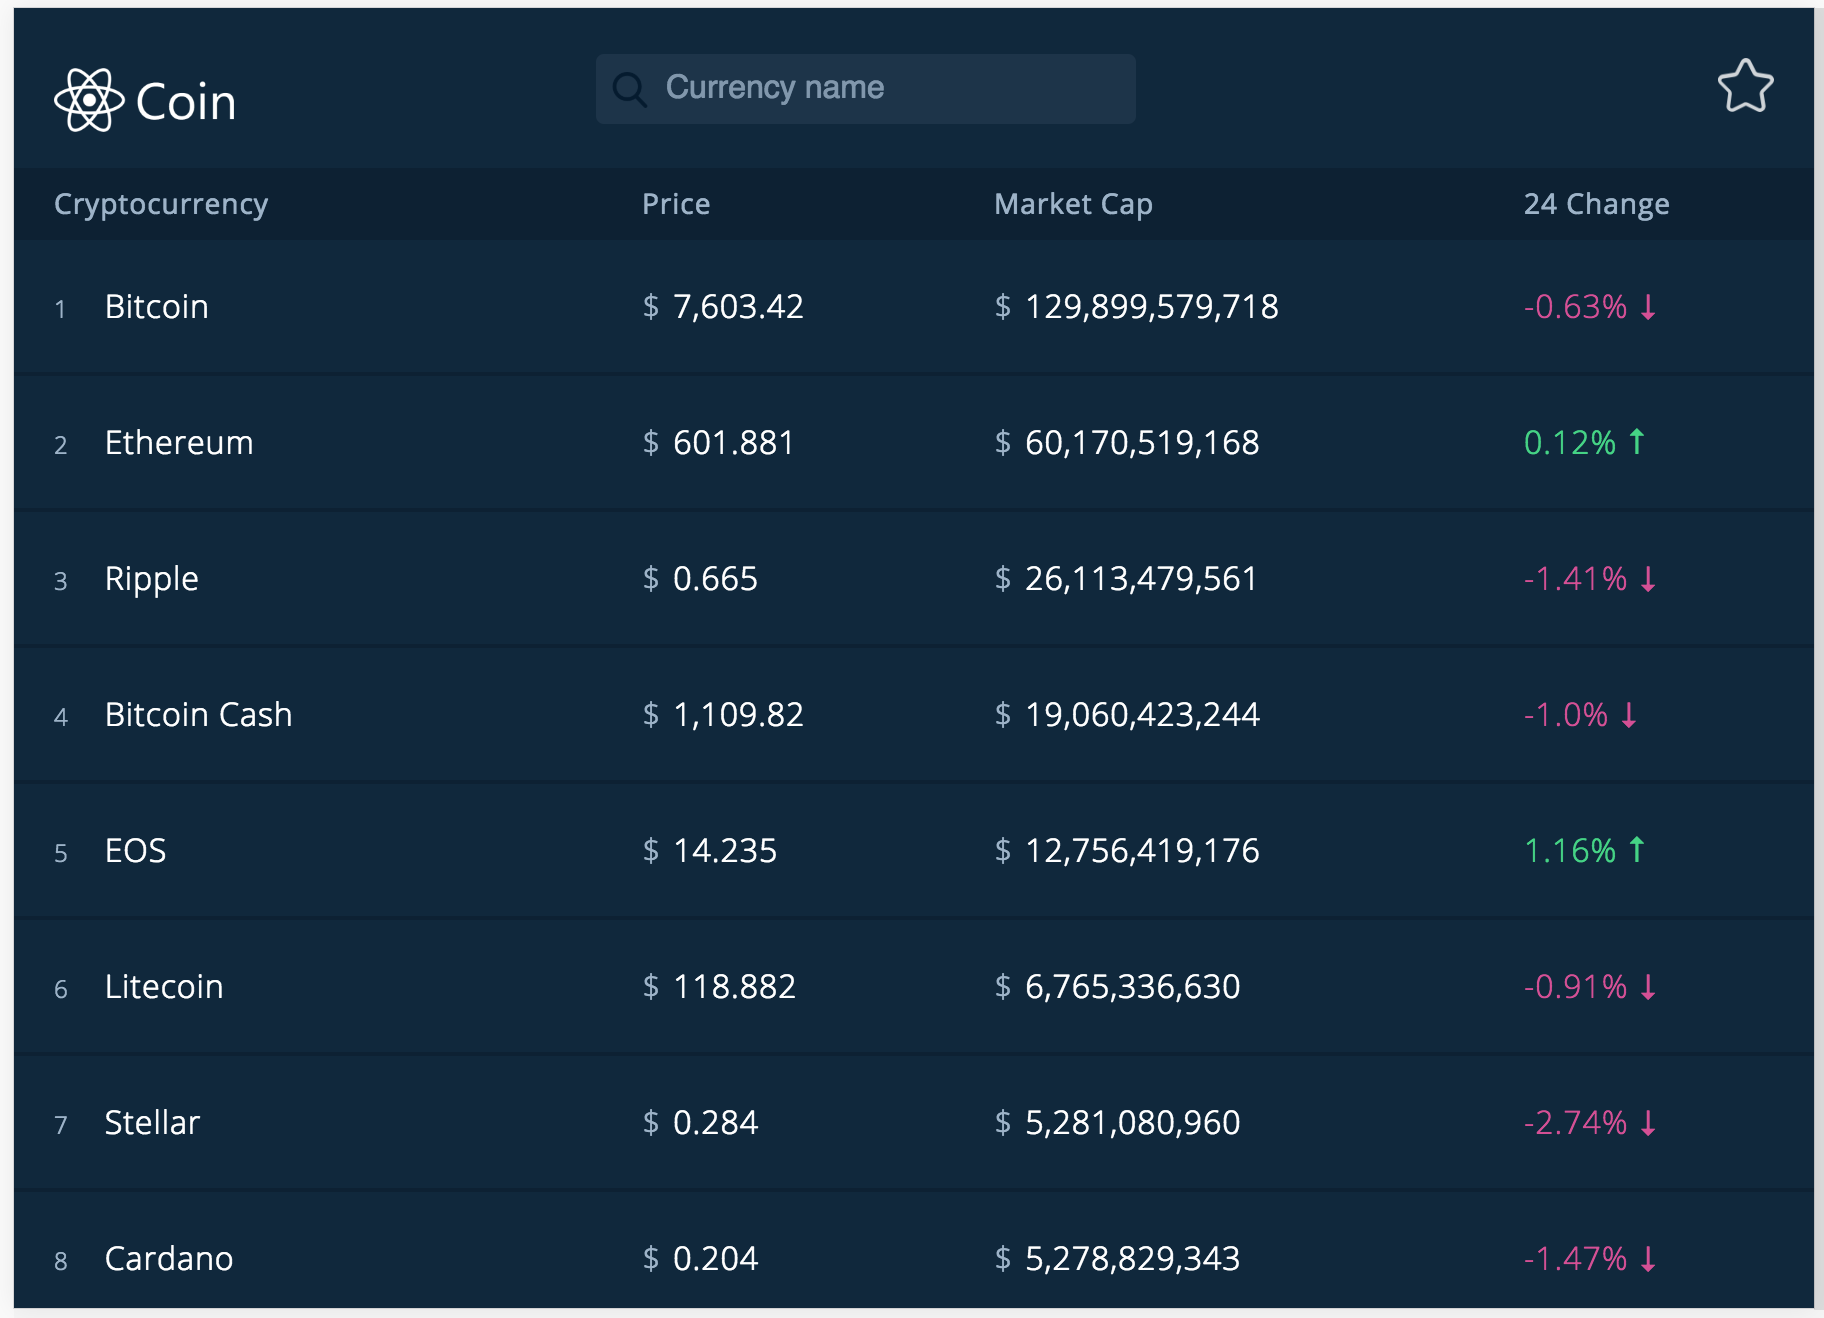 Coin
Currency name
Cryptocurrency Price Market Cap 24 Change
1 Bitcoin $ 7,603.42 $ 129,899,579,718 -0.63% ↓
2 Ethereum $ 601.881 $ 60,170,519,168 0.12% ↑
3 Ripple $ 0.665 $ 26,113,479,561 -1.41% ↓
4 Bitcoin Cash $ 1,109.82 $ 19,060,423,244 -1.0% ↓
5 EOS $ 14.235 $ 12,756,419,176 1.16% ↑
6 Litecoin $ 118.882 $ 6,765,336,630 -0.91% ↓
7 Stellar $ 0.284 $ 5,281,080,960 -2.74% ↓
8 Cardano $ 0.204 $ 5,278,829,343 -1.47% ↓